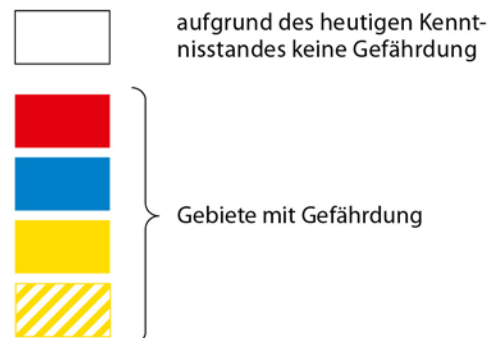 aufgrund des heutigen Kennt-
nisstandes keine Gefährdung
Gebiete mit Gefährdung